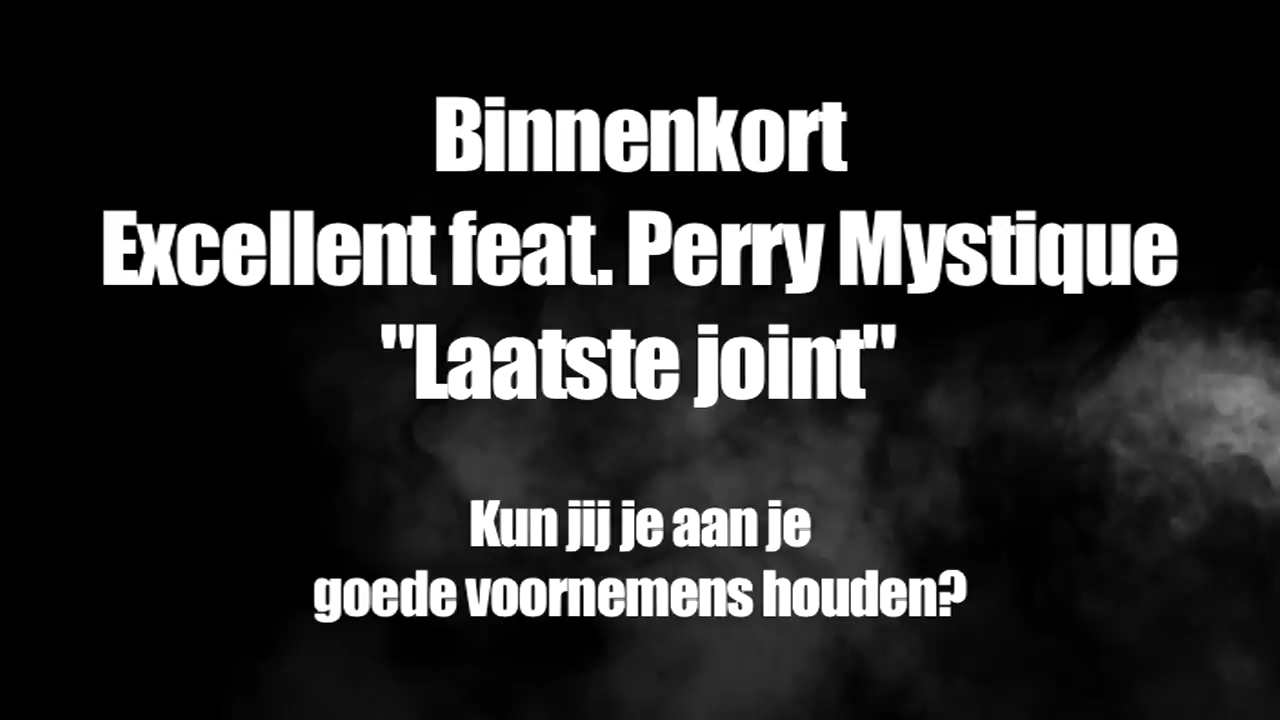 Binnenkort
Excellent feat. Perry Mystique
"Laatste joint"
Kun jij je aan je
goede voornemens houden?